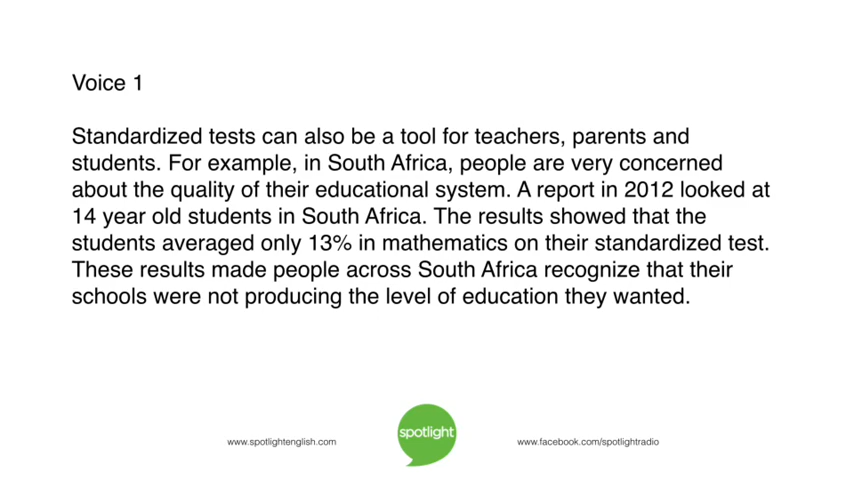 Voice 1
Standardized tests can also be a tool for teachers, parents and
students. For example, in South Africa, people are very concerned
about the quality of their educational system. A report in 2012 looked at
14 year old students in South Africa. The results showed that the
students averaged only 13% in mathematics on their standardized test.
These results made people across South Africa recognize that their
schools were not producing the level of education they wanted.
www.spotlightenglish.com
spotlight
www.facebook.com/spotlightradio